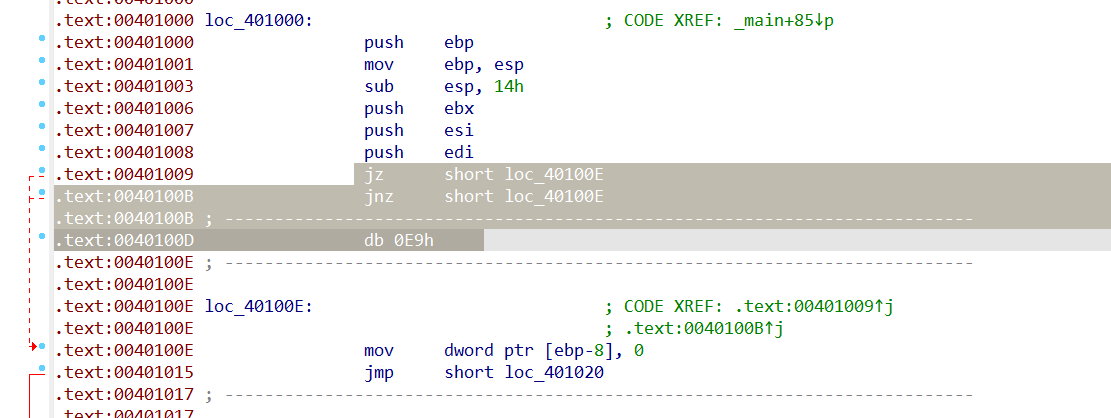 .text:00401000
.text:00401000 loc_401000: ; CODE XREF: _main+85↓p
.text:00401000 push ebp
.text:00401001 mov ebp, esp
.text:00401003 sub esp, 14h
.text:00401006 push ebx
.text:00401007 push esi
.text:00401008 push edi
.text:00401009 jz short loc_40100E
.text:0040100B jnz short loc_40100E
.text:0040100B ; ---------------------------------------------------------------------------
.text:0040100D db 0E9h
.text:0040100E ; ---------------------------------------------------------------------------
.text:0040100E
.text:0040100E loc_40100E: ; CODE XREF: .text:00401009↑j
.text:0040100E ; .text:0040100B↑j
.text:0040100E mov dword ptr [ebp-8], 0
.text:00401015 jmp short loc_401020
.text:00401017 ; ---------------------------------------------------------------------------
.text:00401017